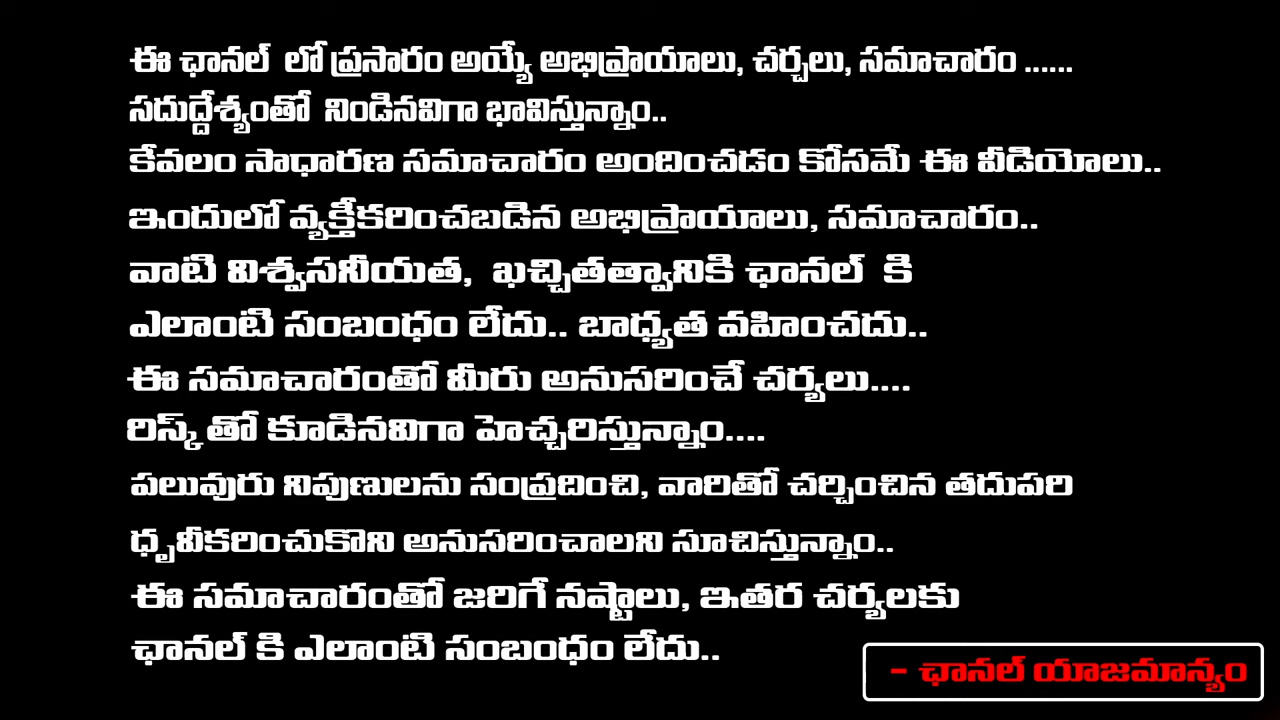 ఈ ఛానల్ లో ప్రసారం అయ్యే అభిప్రాయాలు, చర్చలు, సమాచారం ......
సదుద్దేశ్యంతో నిండినవిగా భావిస్తున్నాం..
కేవలం సాధారణ సమాచారం అందించడం కోసమే ఈ వీడియోలు..
ఇందులో వ్యక్తీకరించబడిన అభిప్రాయాలు, సమాచారం..
వాటి విశ్వసనీయత, ఖచ్చితత్వానికి ఛానల్ కి
ఎలాంటి సంబంధం లేదు.. బాధ్యత వహించదు..
ఈ సమాచారంతో మీరు అనుసరించే చర్యలు....
రిస్క్ తో కూడినవిగా హెచ్చరిస్తున్నాం....
పలువురు నిపుణులను సంప్రదించి, వారితో చర్చించిన తదుపరి
ధృవీకరించుకొని అనుసరించాలని సూచిస్తున్నాం..
ఈ సమాచారంతో జరిగే నష్టాలు, ఇతర చర్యలకు
ఛానల్ కి ఎలాంటి సంబంధం లేదు..
- ఛానల్ యాజమాన్యం